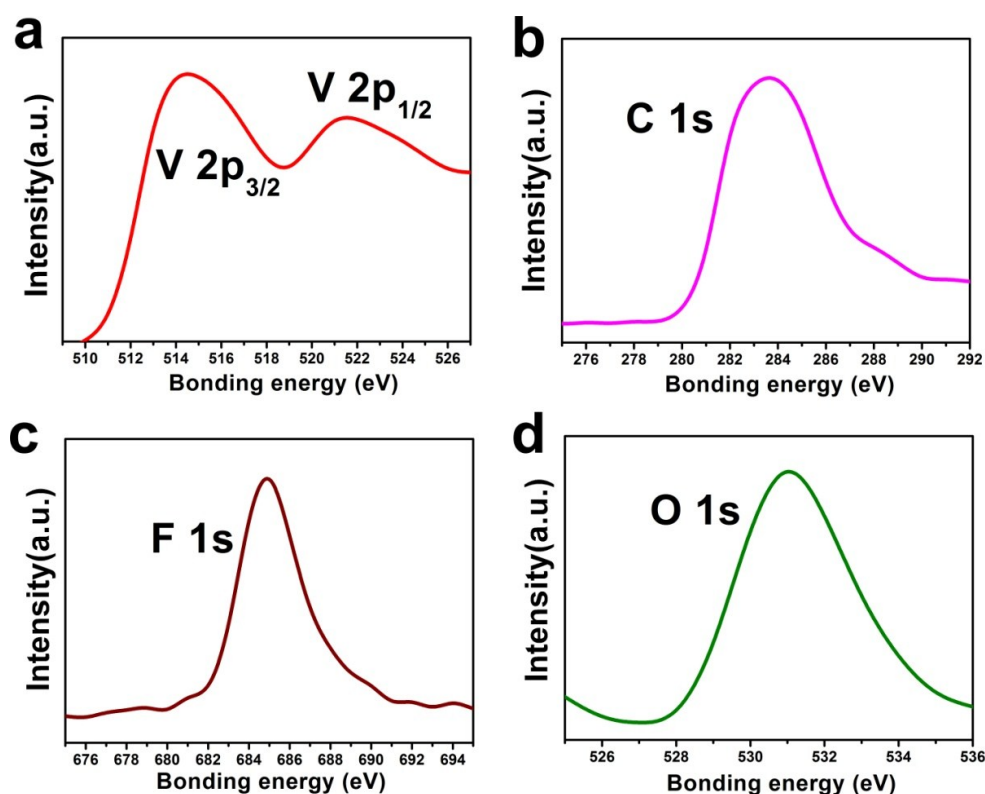 a
V 2p1/2
V 2p3/2
Intensity(a.u.)
510 512 514 516 518 520 522 524 526
Bonding energy (eV)
b
C 1s
Intensity(a.u.)
276 278 280 282 284 286 288 290 292
Bonding energy (eV)
c
F 1s
Intensity(a.u.)
676 678 680 682 684 686 688 690 692 694
Bonding energy (eV)
d
O 1s
Intensity(a.u.)
526 528 530 532 534 536
Bonding energy (eV)